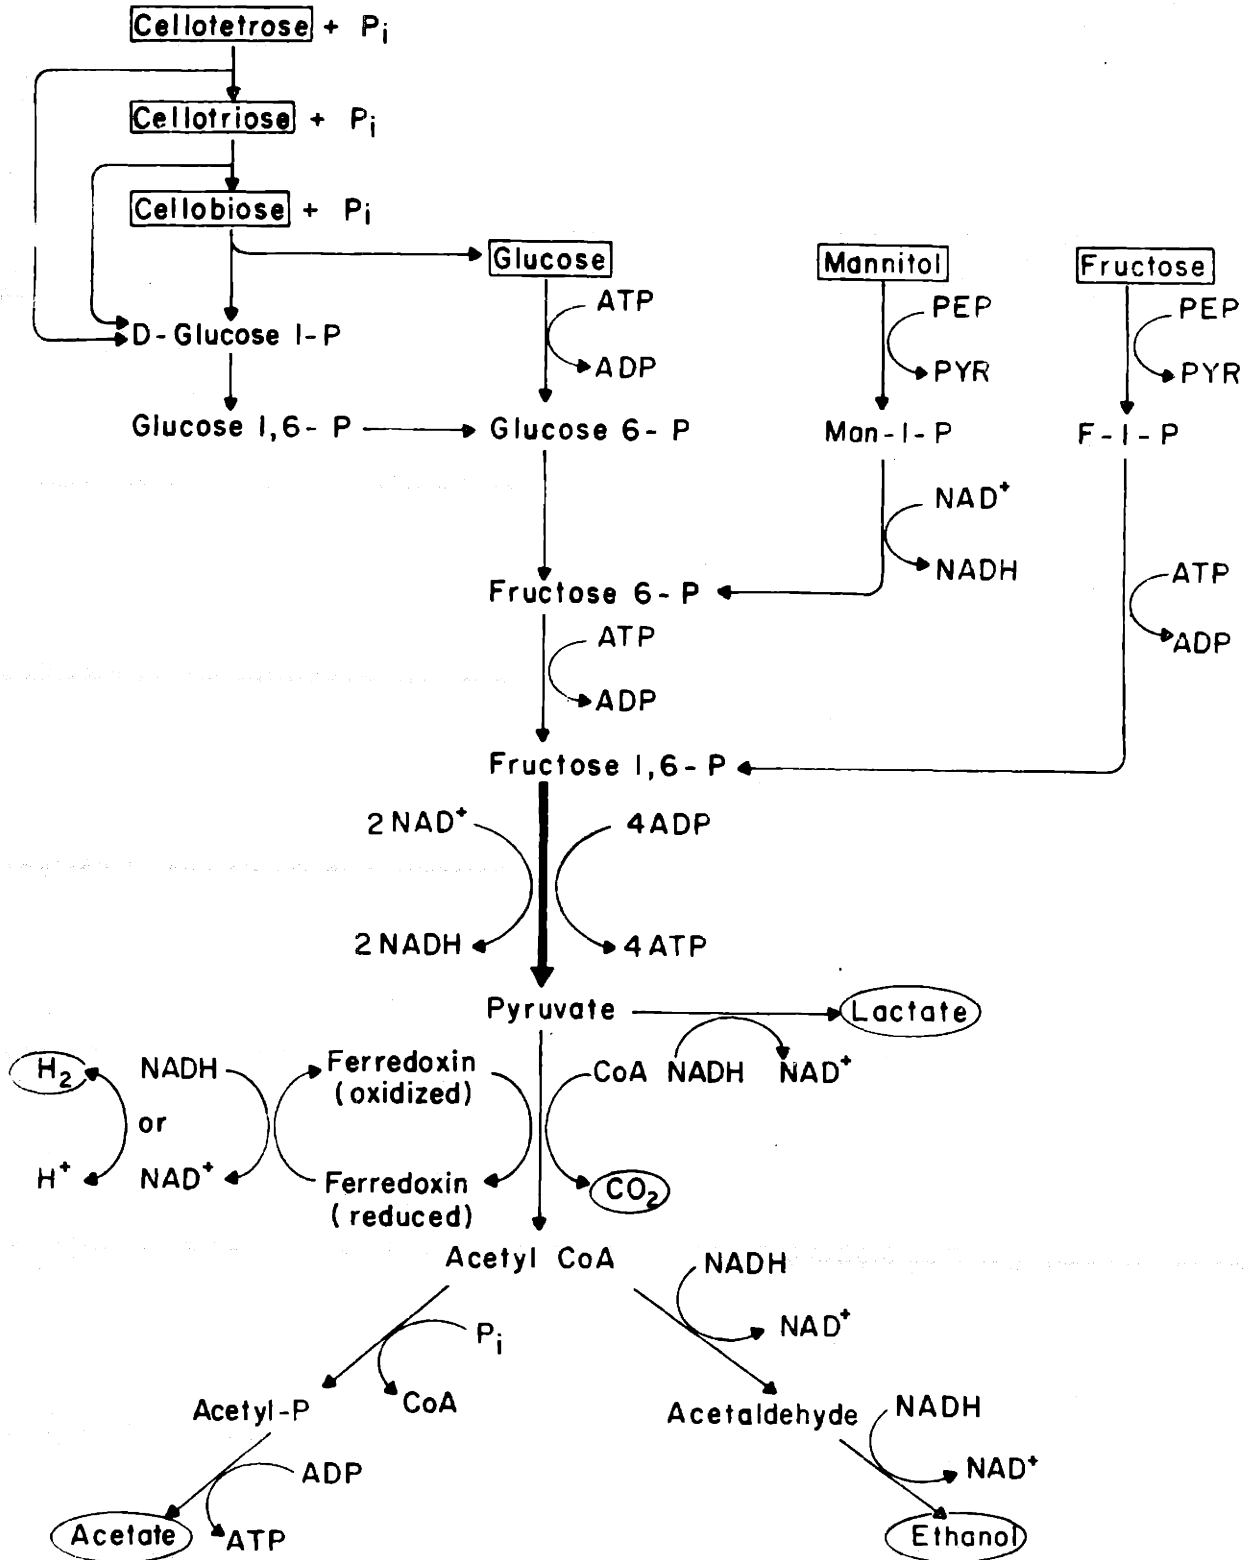 Cellotetrose + Pi
Cellotriose + Pi
Cellobiose + Pi
Glucose
Mannitol
Fructose
ATP
ADP
PEP
PYR
PEP
PYR
D-Glucose 1-P
Glucose 1,6- P
Glucose 6- P
Man-1-P
F-1-P
NAD+
NADH
ATP
ADP
Fructose 6- P
ATP
ADP
Fructose 1,6- P
2 NAD+
4 ADP
2 NADH
4 ATP
Pyruvate
Lactate
H2
NADH
Ferredoxin
(oxidized)
CoA
NADH
NAD+
or
H+
NAD+
Ferredoxin
(reduced)
CO2
Acetyl CoA
NADH
NAD+
Pi
CoA
Acetyl-P
Acetaldehyde
NADH
NAD+
ADP
ATP
Acetate
Ethanol